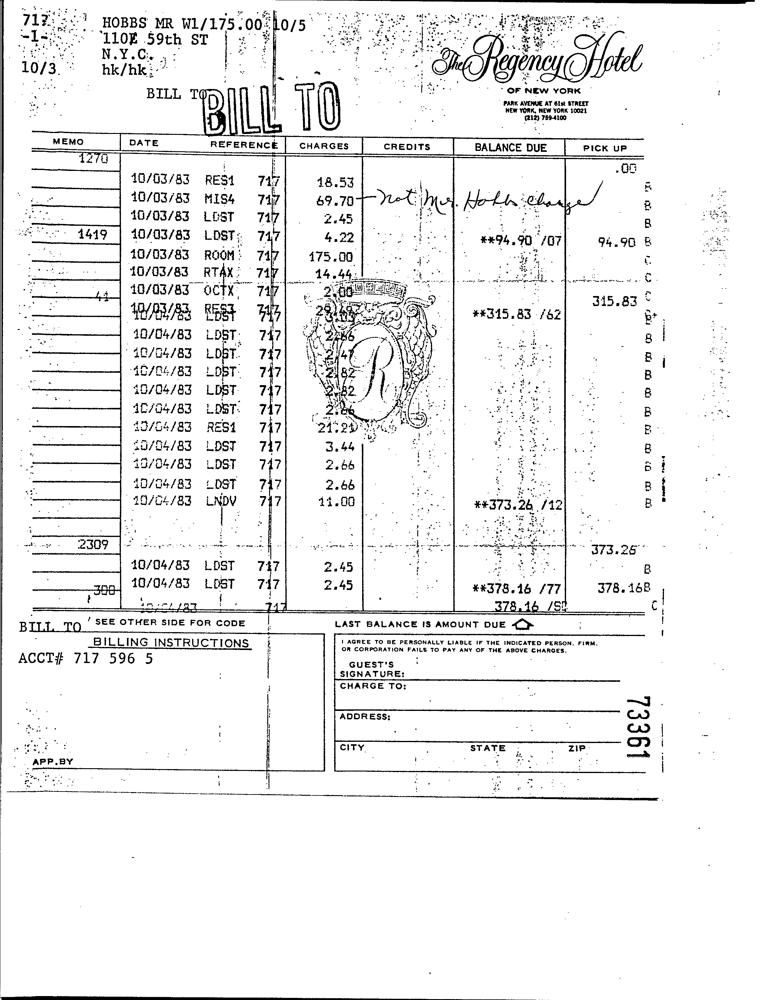 717 HOBBS MR W1/175.00 10/5
-1- 110E 59th ST
N.Y.C.
10/3 hk/hk
The Regency Hotel
OF NEW YORK
PARK AVENUE AT 61st STREET
NEW YORK, NEW YORK 10021
(212) 759-4100
BILL TO
BILL TO
MEMO DATE REFERENCE CHARGES CREDITS BALANCE DUE PICK UP
1270 .00
10/03/83 RES1 717 18.53 B
10/03/83 MIS4 717 69.70 not Mr. Hobbs charge B
10/03/83 LDST 717 2.45 B
1419 10/03/83 LDST 717 4.22 **94.90 /07 94.90 B
10/03/83 ROOM 717 175.00 C
10/03/83 RTAX 717 14.44 C
41 10/03/83 OCTX 717 2.00 315.83 C
10/03/83 RES1 717 **315.83 /62
10/04/83 LDST 717 3.03 B+
10/04/83 LDST 717 2.66 B
10/04/83 LDST 717 2.47 B
10/04/83 LDST 717 2.82 B
10/04/83 LDST 717 2.82 B
10/04/83 LDST 717 2.66 B
10/04/83 RES1 717 21.21 B
10/04/83 LDST 717 3.44 B
10/04/83 LDST 717 2.66 B
10/04/83 LDST 717 2.66 B
10/04/83 LNDV 717 11.00 **373.26 /12 B
R
2309 373.26
10/04/83 LDST 717 2.45 B
300 10/04/83 LDST 717 2.45 **378.16 /77 378.16B
10/04/83 717 378.16 C
BILL TO SEE OTHER SIDE FOR CODE LAST BALANCE IS AMOUNT DUE
BILLING INSTRUCTIONS
ACCT# 717 596 5
APP.BY
I AGREE TO BE PERSONALLY LIABLE IF THE INDICATED PERSON, FIRM,
OR CORPORATION FAILS TO PAY ANY OF THE ABOVE CHARGES.
GUEST'S
SIGNATURE:
CHARGE TO:
ADDRESS:
CITY STATE ZIP
73361